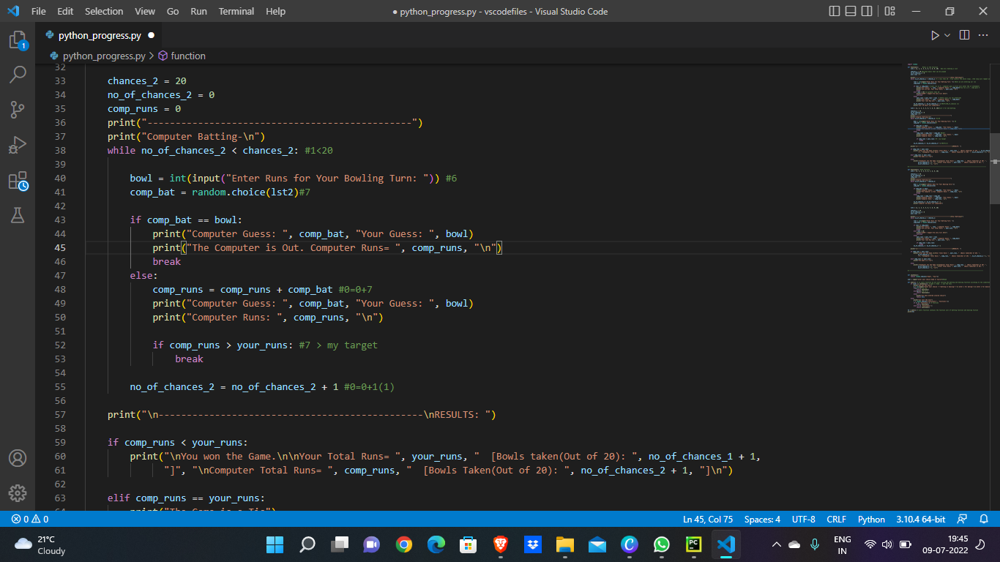 File Edit Selection View Go Run Terminal Help ● python_progress.py - vscodefiles - Visual Studio Code
python_progress.py ●
python_progress.py > function
32
33 chances_2 = 20
34 no_of_chances_2 = 0
35 comp_runs = 0
36 print("-----------------------------------------------")
37 print("Computer Batting-\n")
38 while no_of_chances_2 < chances_2: #1<20
39
40 bowl = int(input("Enter Runs for Your Bowling Turn: ")) #6
41 comp_bat = random.choice(lst2)#7
42
43 if comp_bat == bowl:
44 print("Computer Guess: ", comp_bat, "Your Guess: ", bowl)
45 print("The Computer is Out. Computer Runs= ", comp_runs, "\n")
46 break
47 else:
48 comp_runs = comp_runs + comp_bat #0=0+7
49 print("Computer Guess: ", comp_bat, "Your Guess: ", bowl)
50 print("Computer Runs: ", comp_runs, "\n")
51
52 if comp_runs > your_runs: #7 > my target
53 break
54
55 no_of_chances_2 = no_of_chances_2 + 1 #0=0+1(1)
56
57 print("\n-----------------------------------------------\nRESULTS: ")
58
59 if comp_runs < your_runs:
60 print("\nYou won the Game.\n\nYour Total Runs= ", your_runs, "  [Bowls taken(Out of 20): ", no_of_chances_1 + 1,
61 "]", "\nComputer Total Runs= ", comp_runs, "  [Bowls Taken(Out of 20): ", no_of_chances_2 + 1, "]\n")
62
63 elif comp_runs == your_runs:
64 print("The Game is a Tie")
1
0 0 Ln 45, Col 75 Spaces: 4 UTF-8 CRLF Python 3.10.4 64-bit
21°C
Cloudy
PC
ENG
IN
19:45
09-07-2022